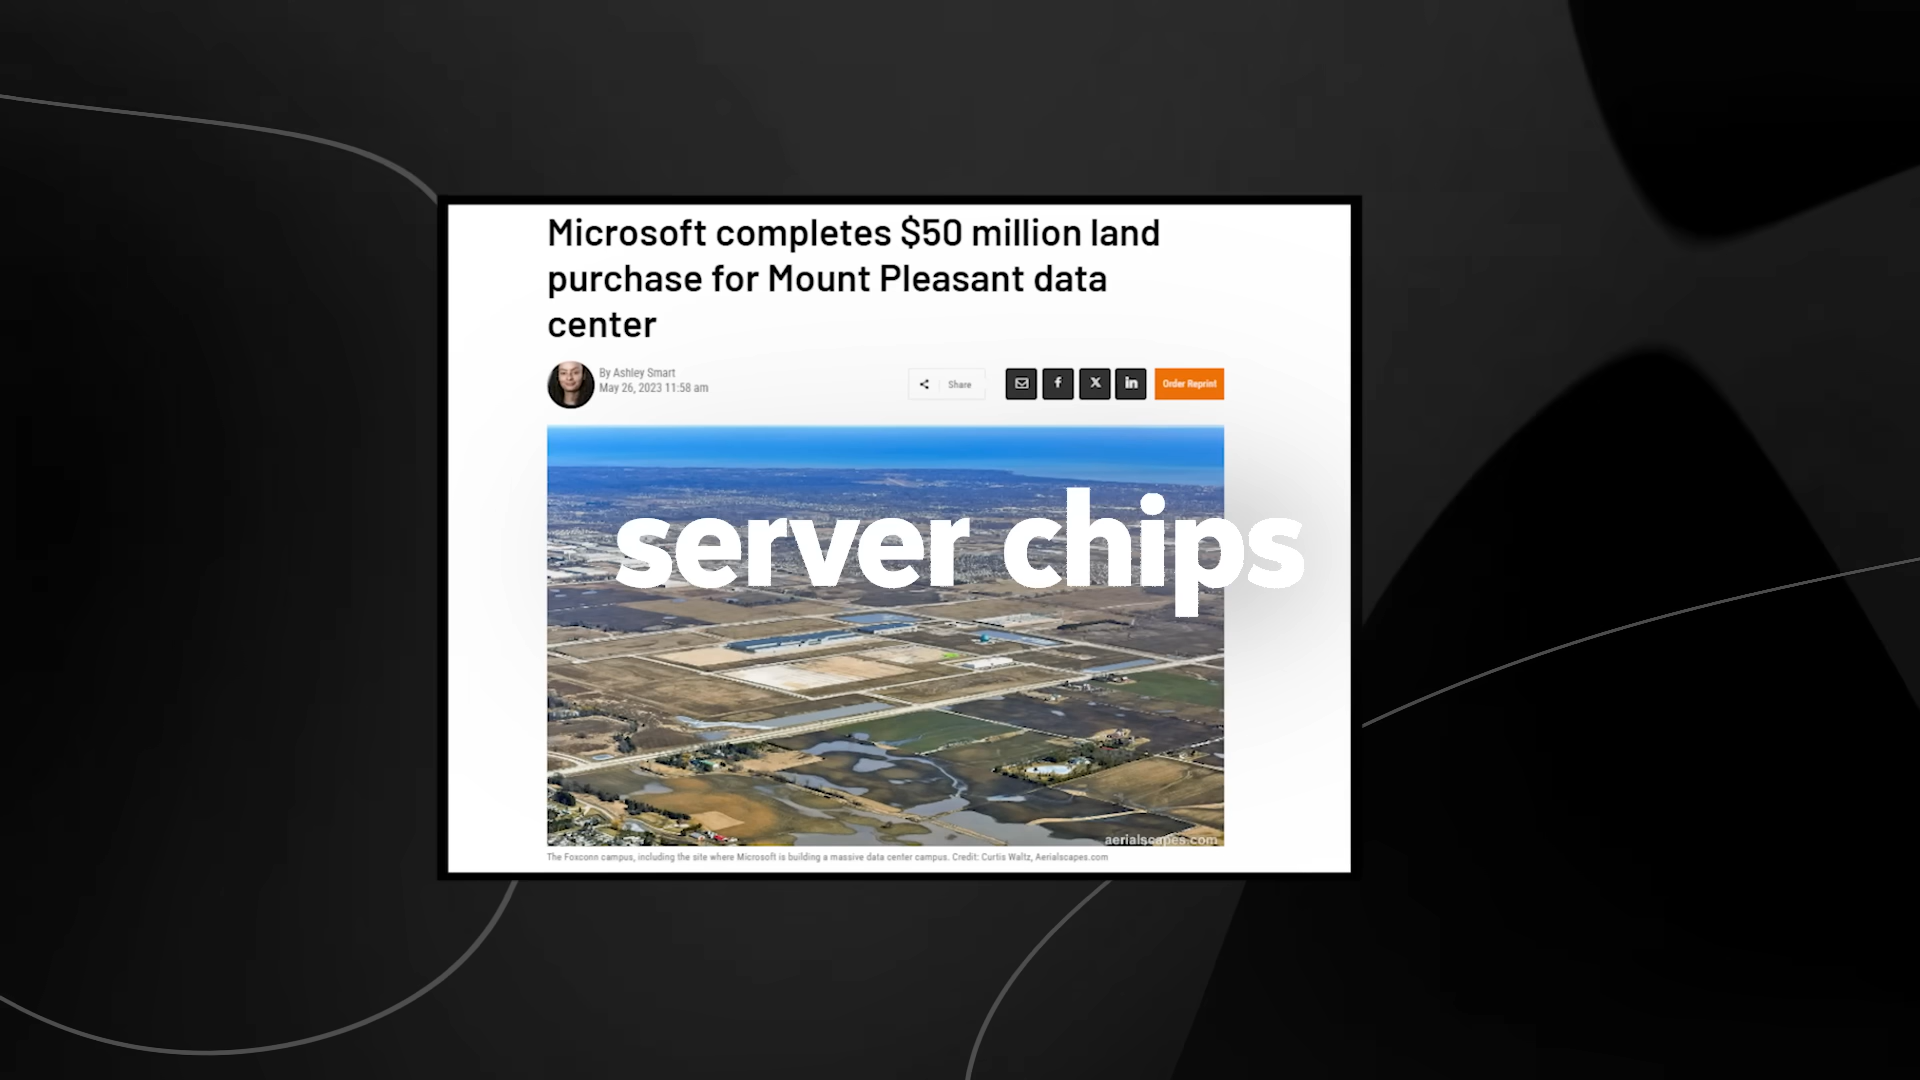 Microsoft completes $50 million land
purchase for Mount Pleasant data
center
By Ashley Smart
May 26, 2023 11:58 am
Share
Order Reprint
server chips
aerialscapes.com
The Foxconn campus, including the site where Microsoft is building a massive data center campus. Credit: Curtis Waltz, Aerialscapes.com